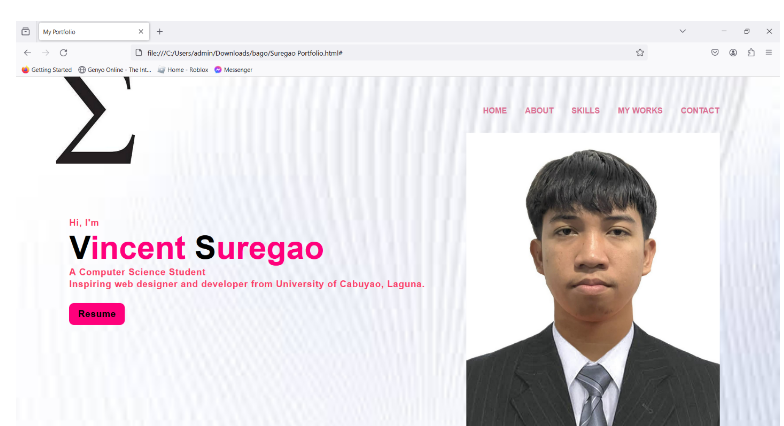 My Portfolio
file:///C:/Users/admin/Downloads/bago/Suregao Portfolio.html#
Getting Started Genyo Online - The Int... Home - Roblox Messenger
Σ
HOME ABOUT SKILLS MY WORKS CONTACT
Hi, I'm
Vincent Suregao
A Computer Science Student
Inspiring web designer and developer from University of Cabuyao, Laguna.
Resume